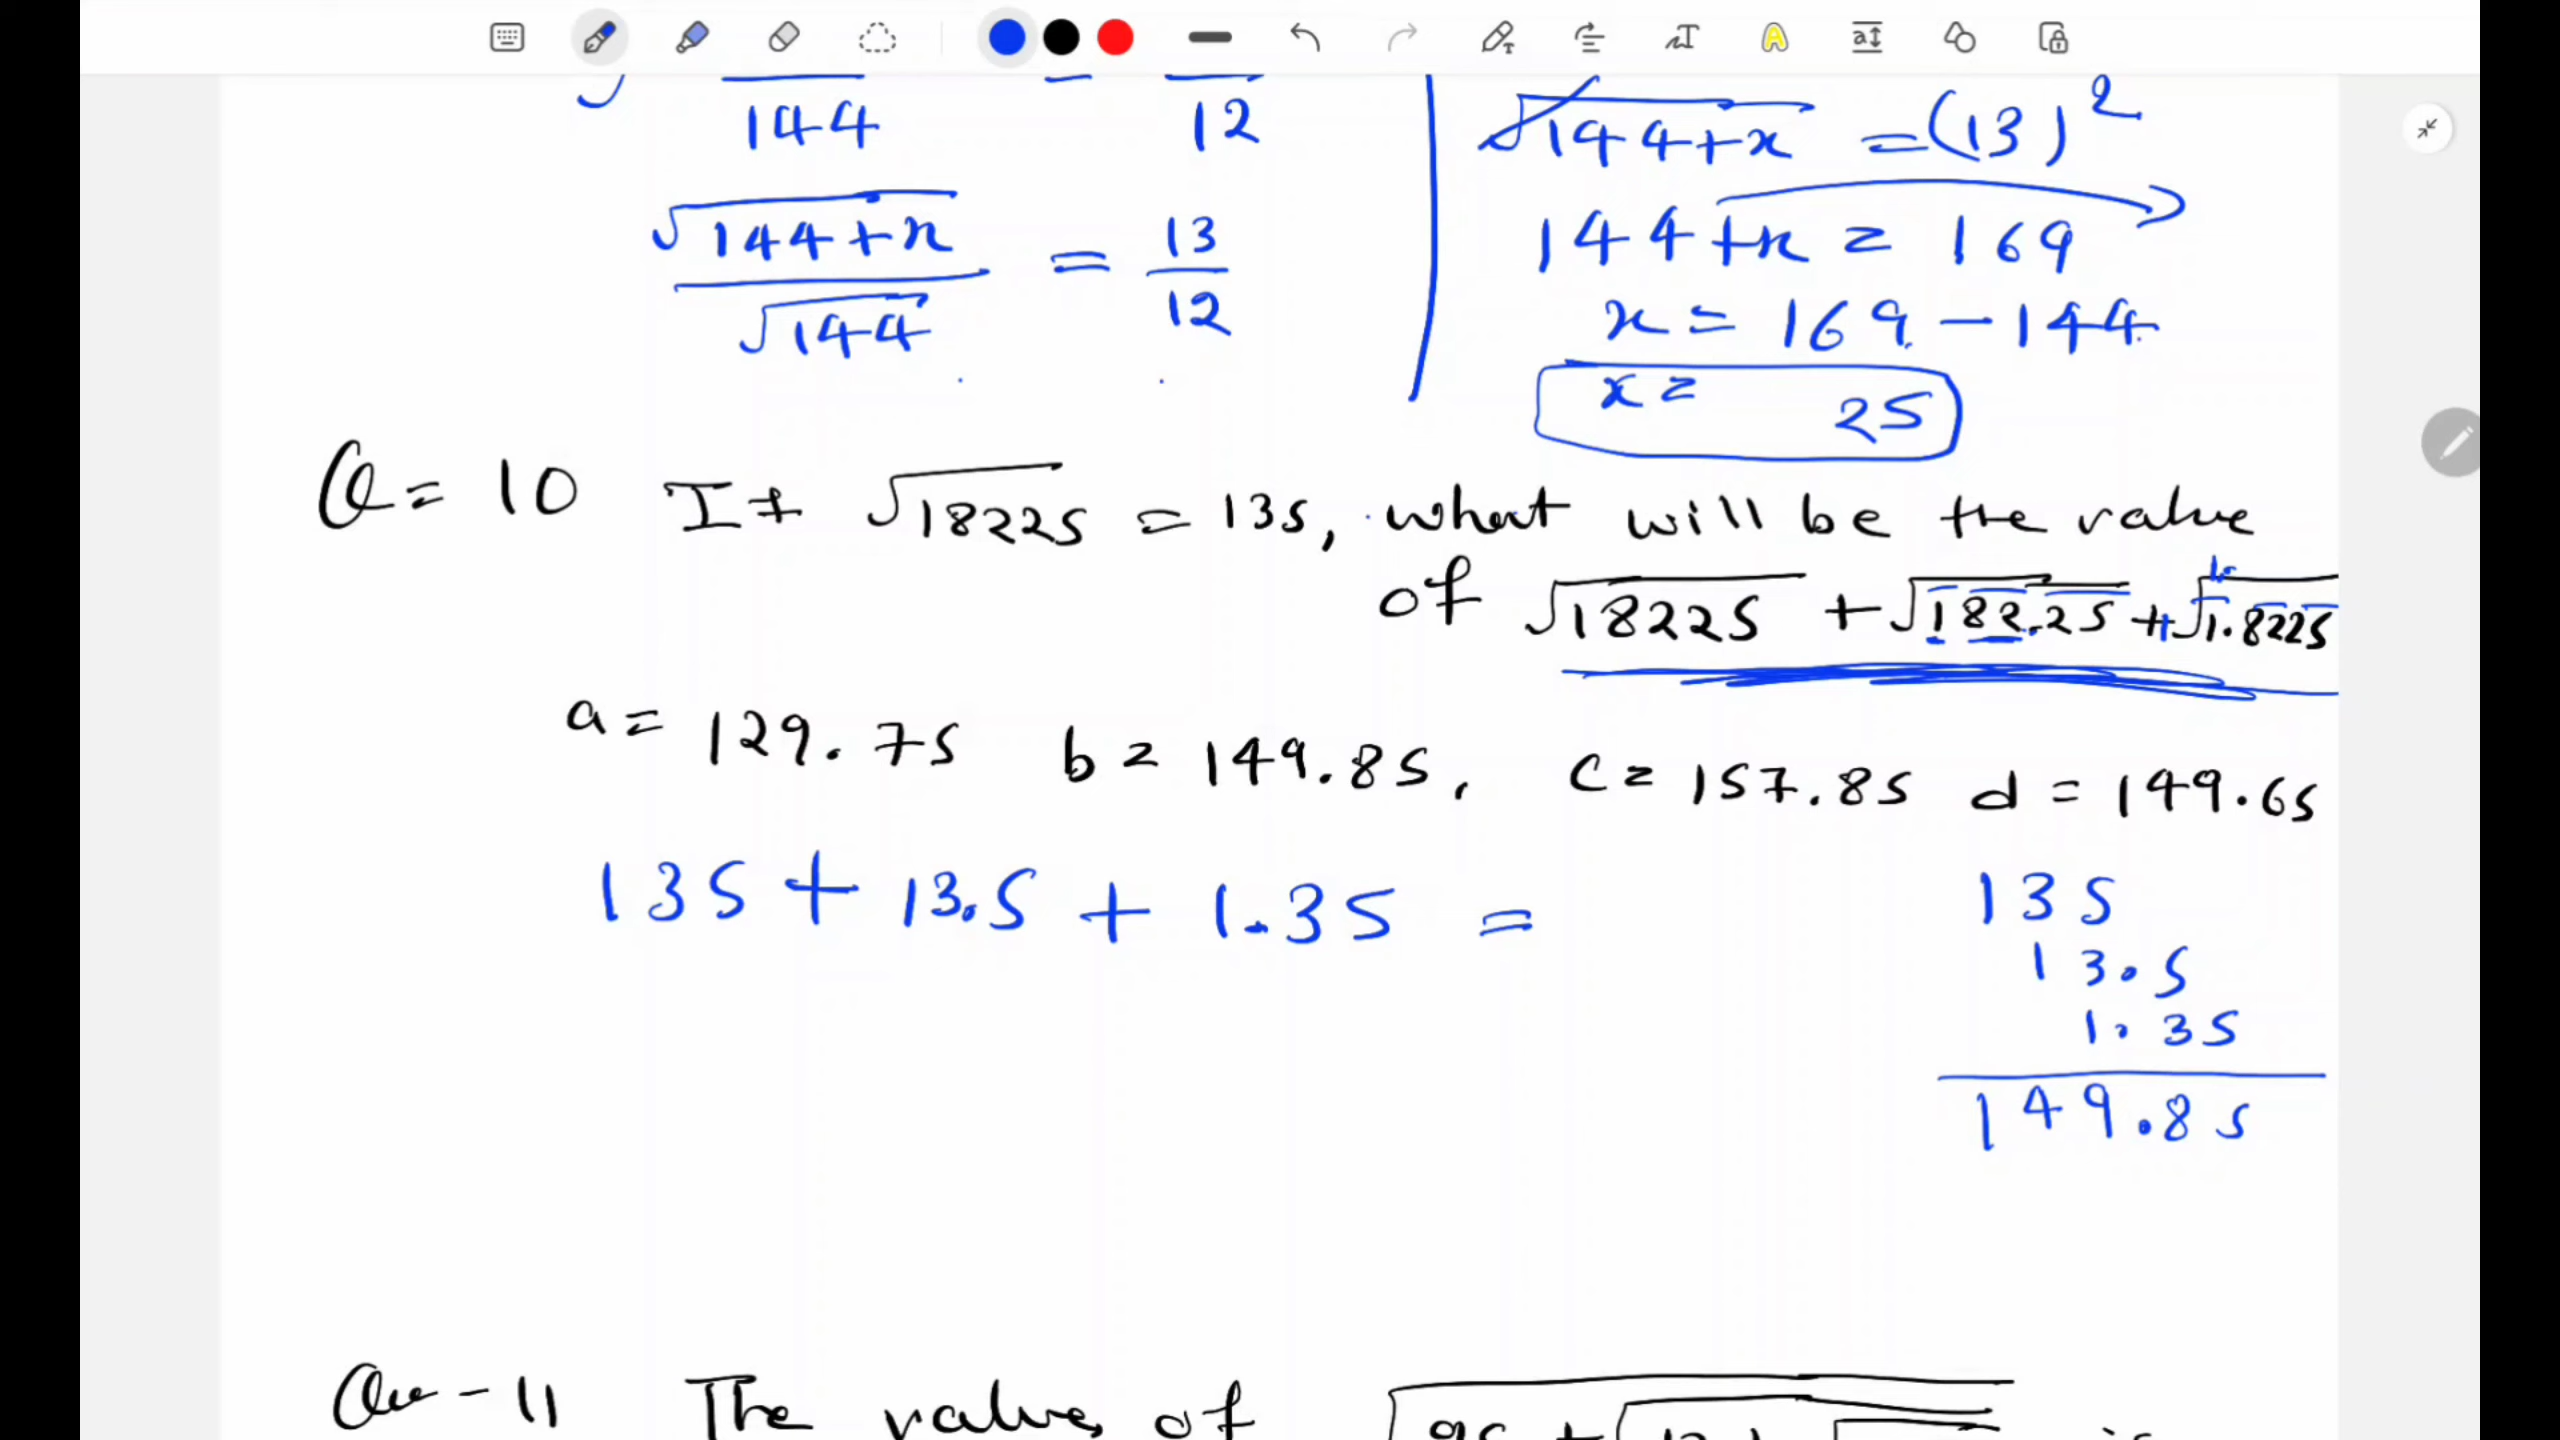 144 = 12
√144+x / √144 = 13/12
√144+x = (13)²
144+x = 169
x = 169 - 144
x = 25
Q = 10 If √18225 = 135, what will be the value
of √18225 + √182.25 + √1.8225
a = 129.75 b = 149.85, c = 157.85 d = 149.65
135 + 13.5 + 1.35 =
135
13.5
1.35
149.85
Que - 11 The value of